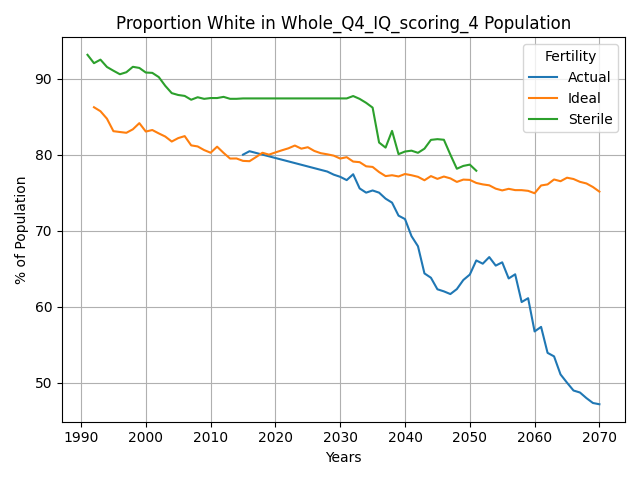 Proportion White in Whole_Q4_IQ_scoring_4 Population
% of Population
90
80
70
60
50
Fertility
Actual
Ideal
Sterile
1990 2000 2010 2020 2030 2040 2050 2060 2070
Years